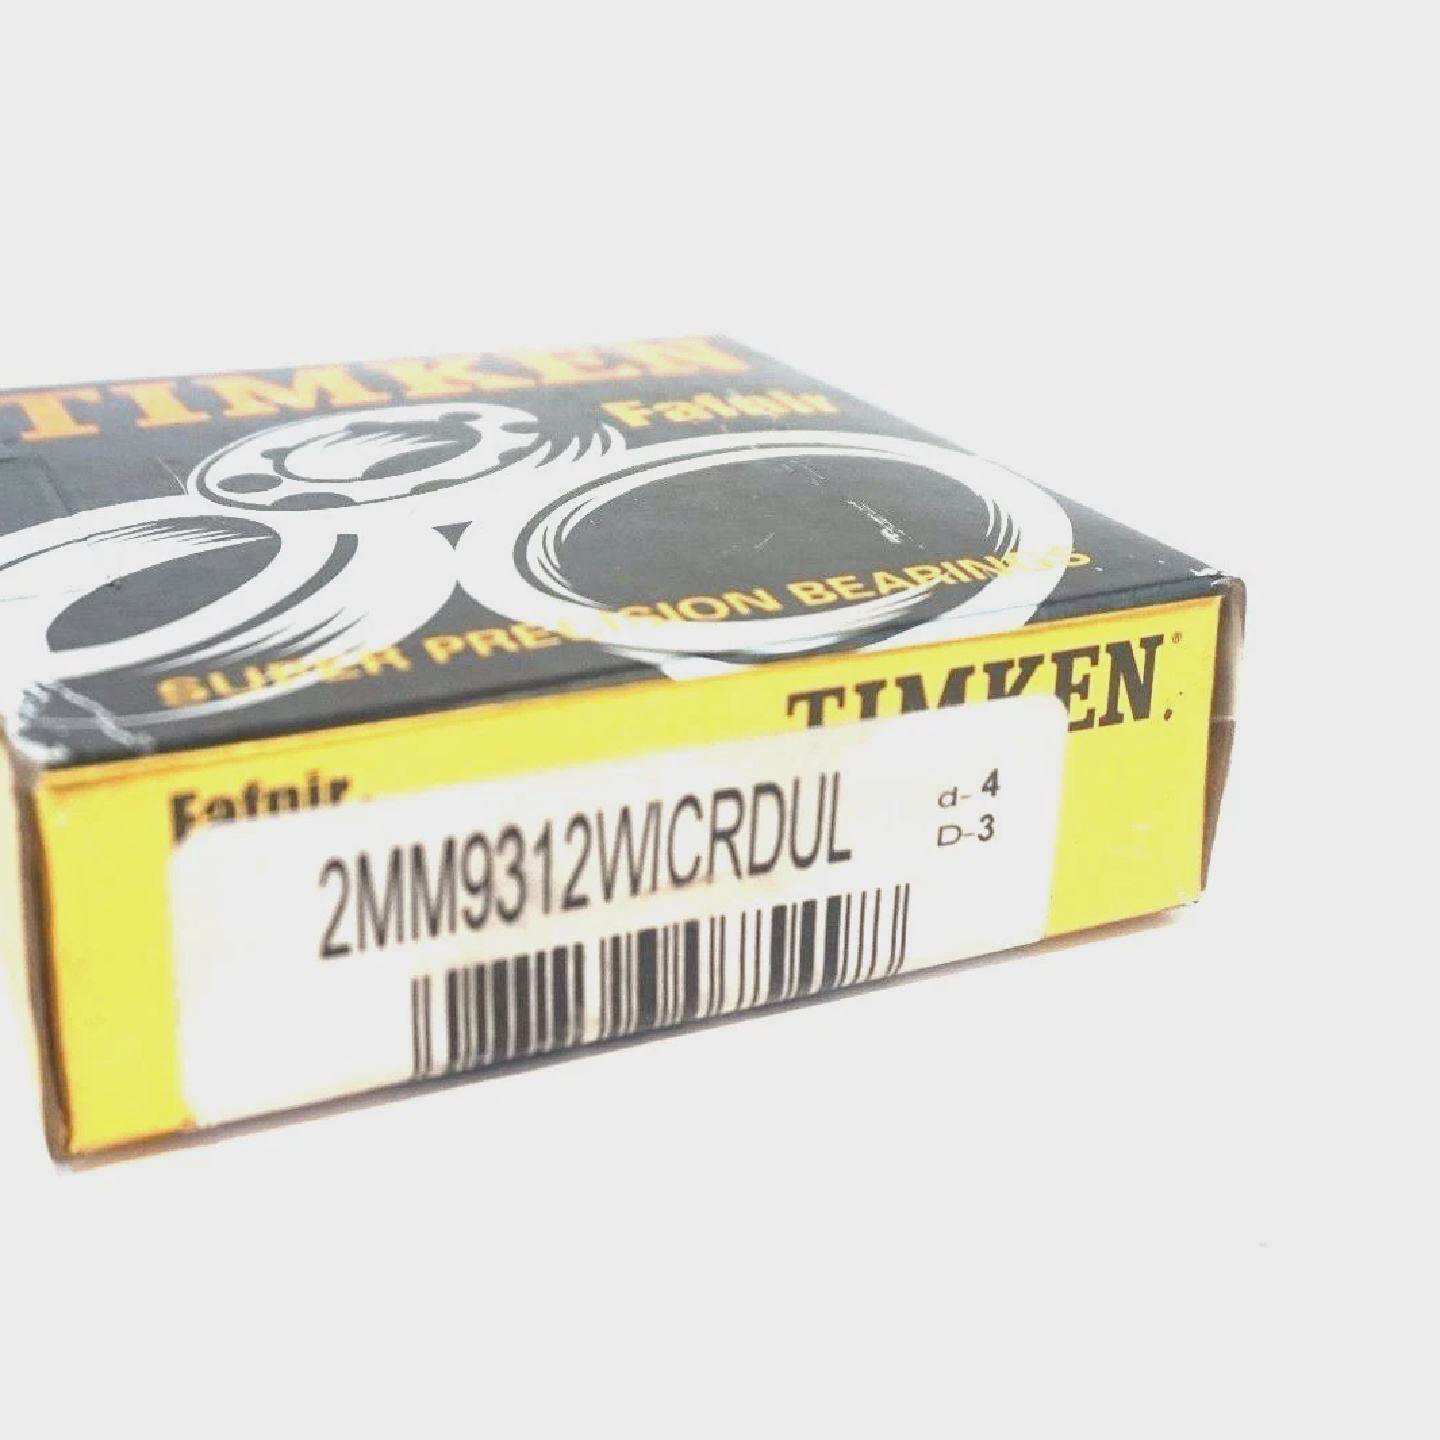 TIMKEN
Fafnir
SUPER PRECISION BEARINGS
TIMKEN®
Fafnir
2MM9312WICRDUL
d-4
D-3